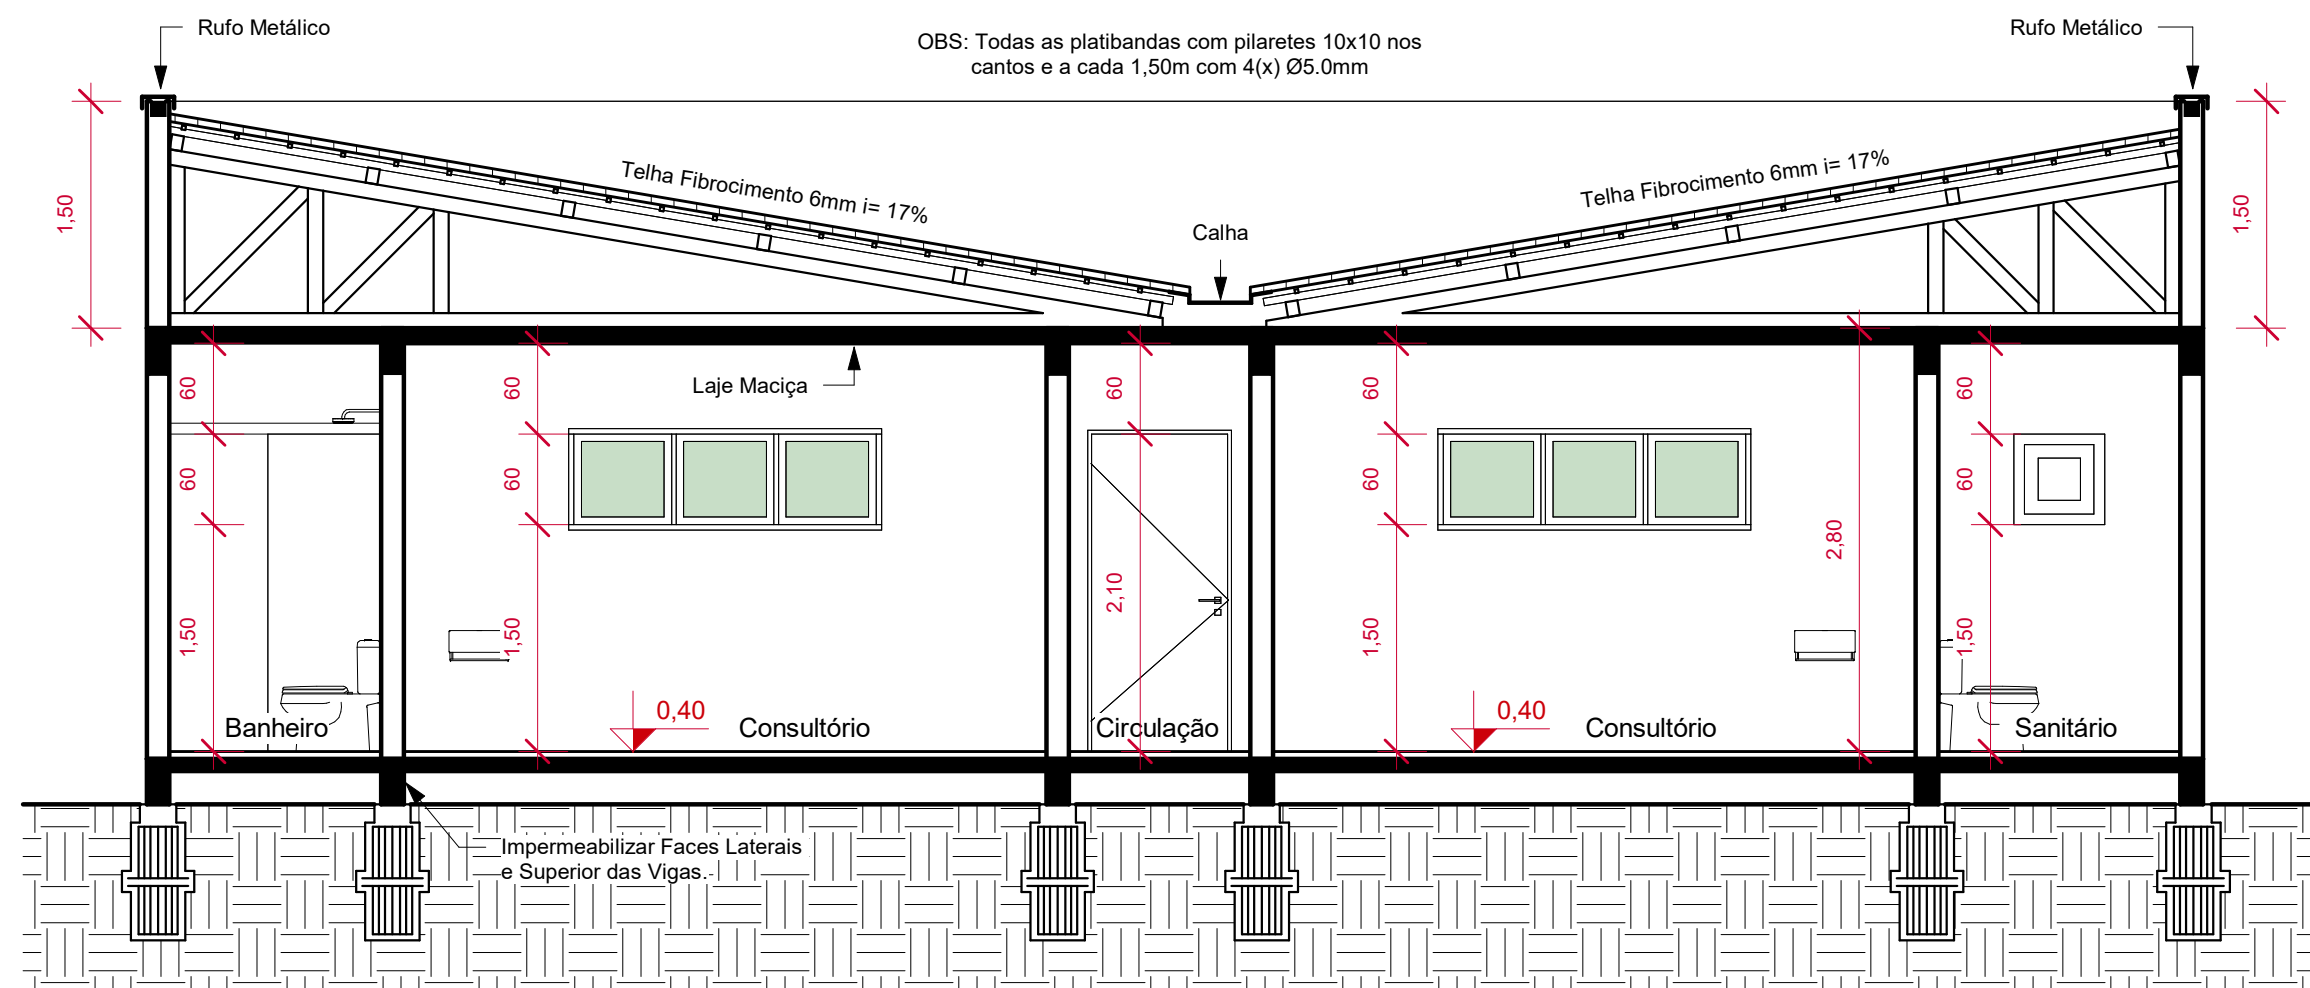 Rufo Metálico
Rufo Metálico
OBS: Todas as platibandas com pilaretes 10x10 nos
cantos e a cada 1,50m com 4(x) Ø5.0mm
Telha Fibrocimento 6mm i= 17%
Telha Fibrocimento 6mm i= 17%
1,50
1,50
Calha
Laje Maciça
60
60
60
60
60
60
60
60
60
2,80
2,10
1,50
1,50
1,50
1,50
0,40
0,40
Banheiro
Consultório
Circulação
Consultório
Sanitário
Impermeabilizar Faces Laterais
e Superior das Vigas.